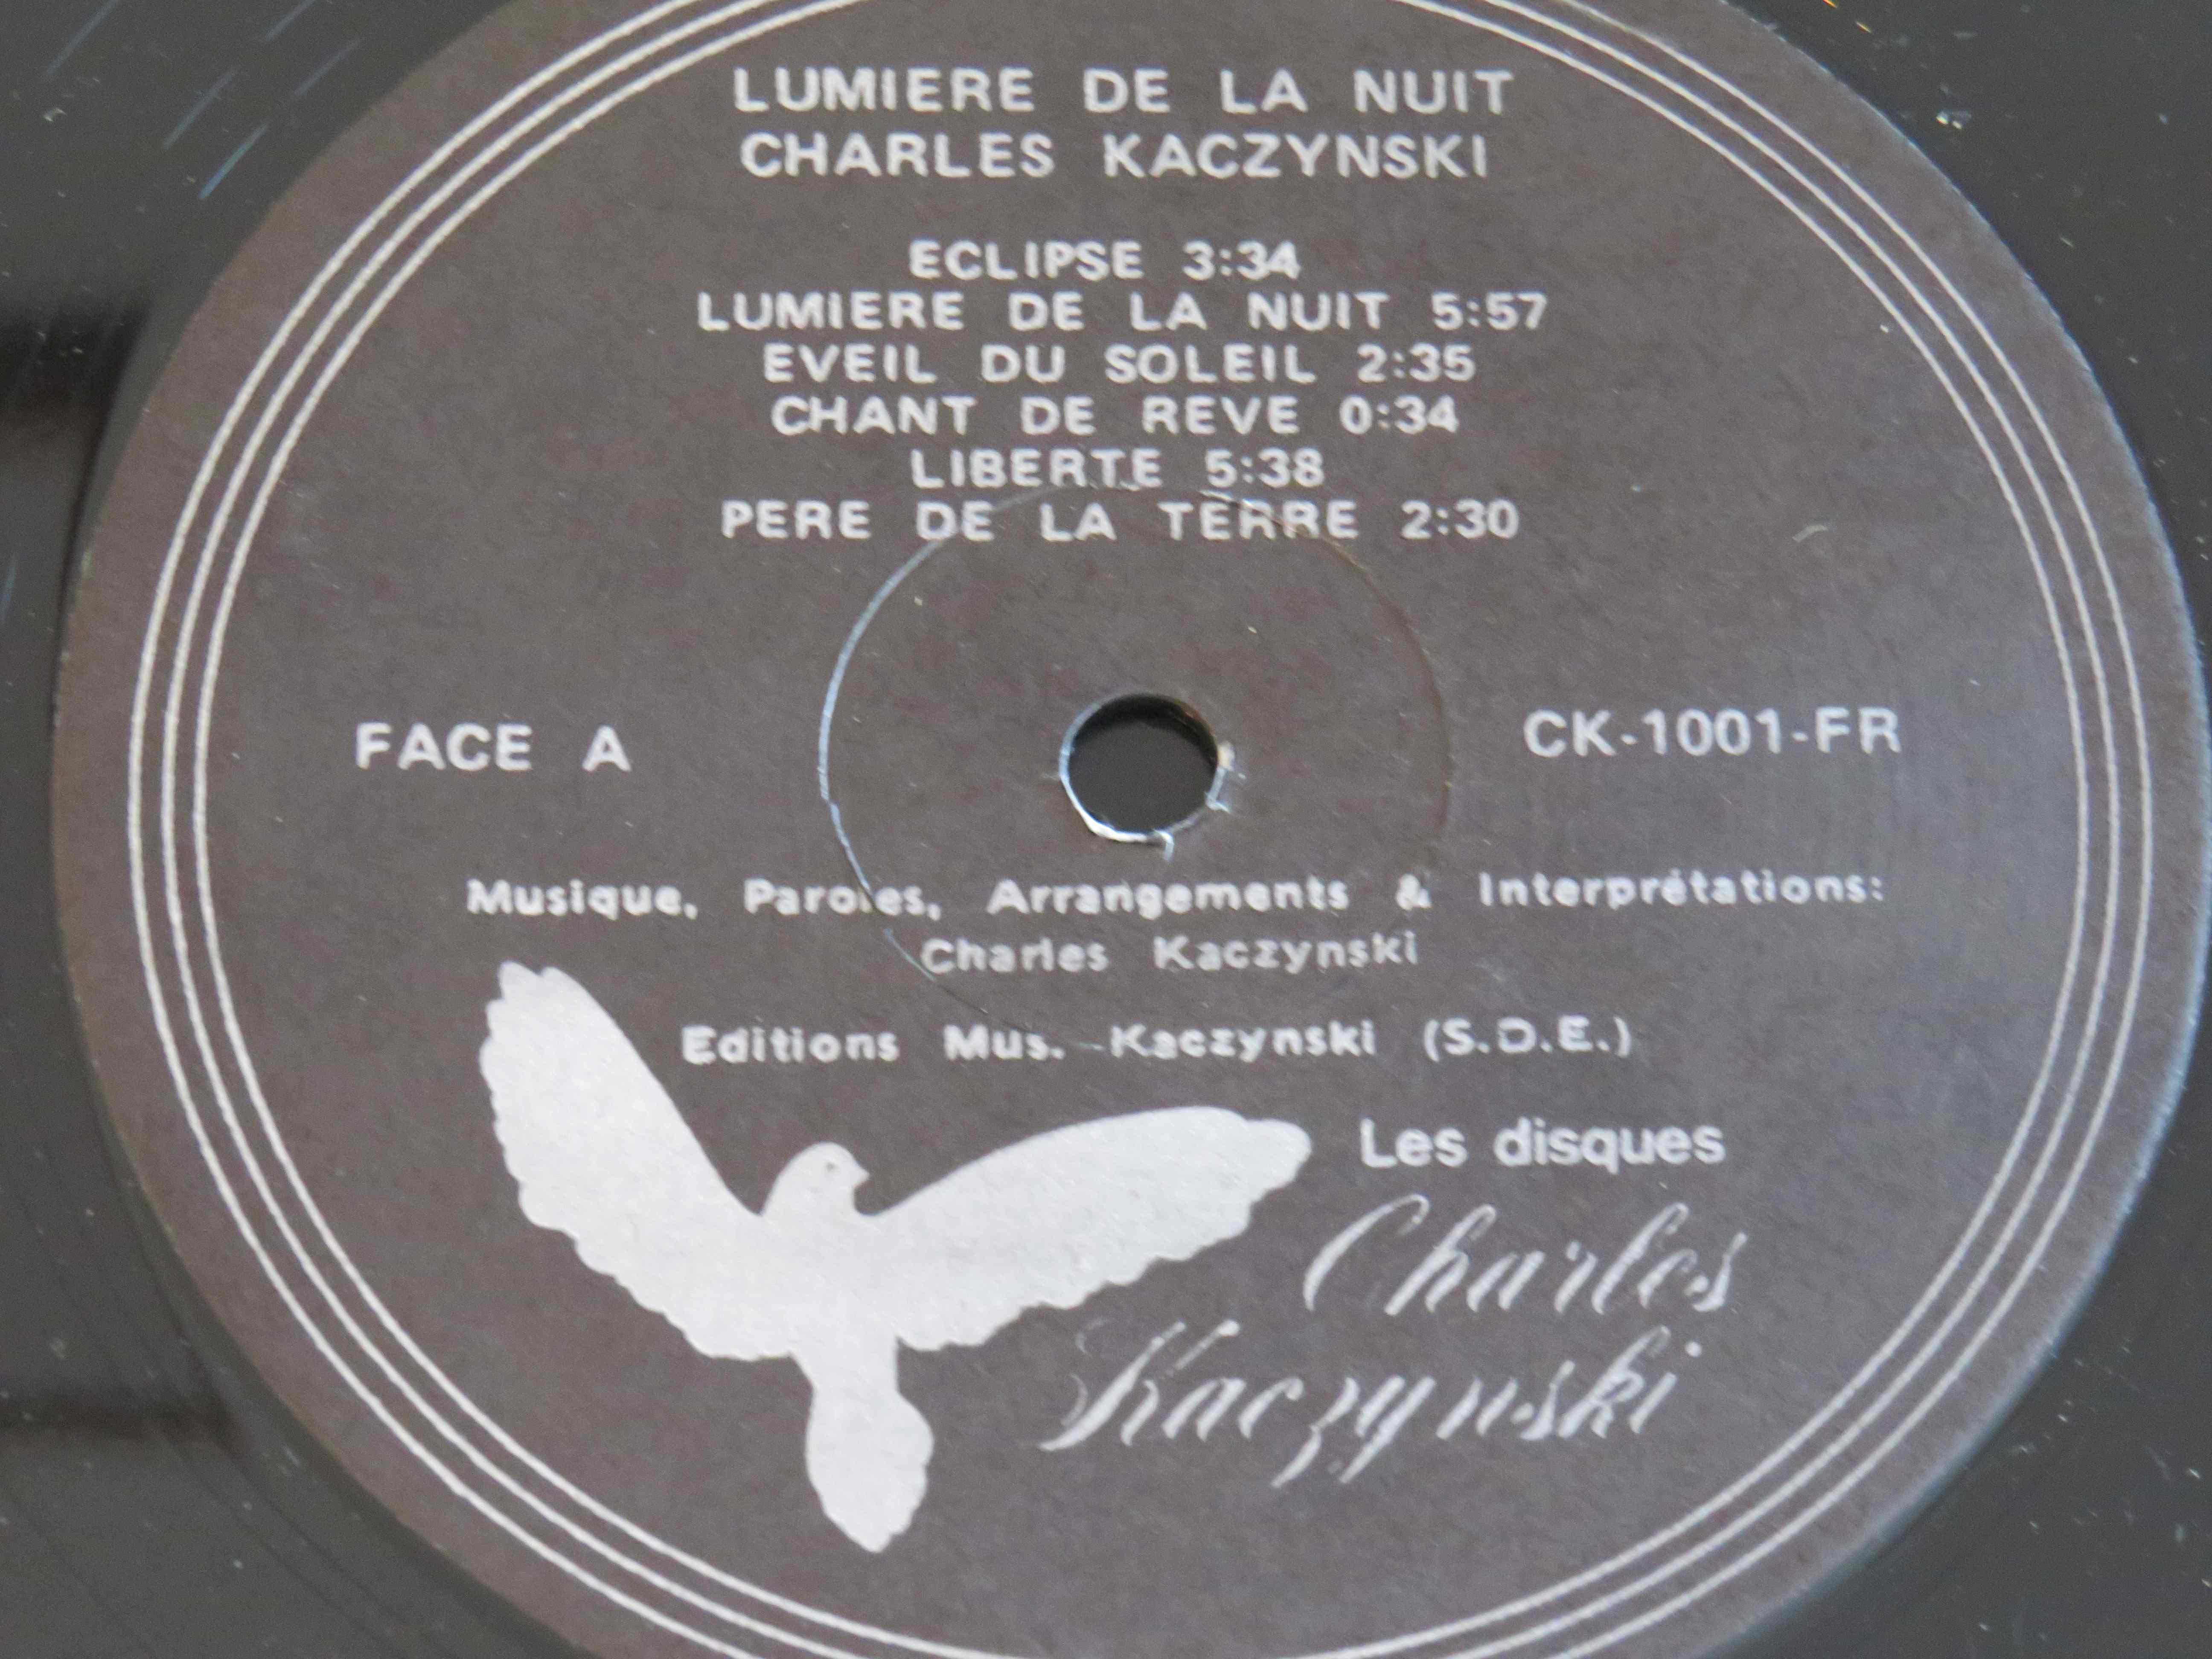 LUMIERE DE LA NUIT
CHARLES KACZYNSKI
ECLIPSE 3:34
LUMIERE DE LA NUIT 5:57
EVEIL DU SOLEIL 2:35
CHANT DE REVE 0:34
LIBERTE 5:38
PERE DE LA TERRE 2:30
FACE A
CK-1001-FR
Musique, Paroles, Arrangements & Interprétations:
Charles Kaczynski
Editions Mus. Kaczynski (S.D.E.)
Les disques
Charles
Kaczynski